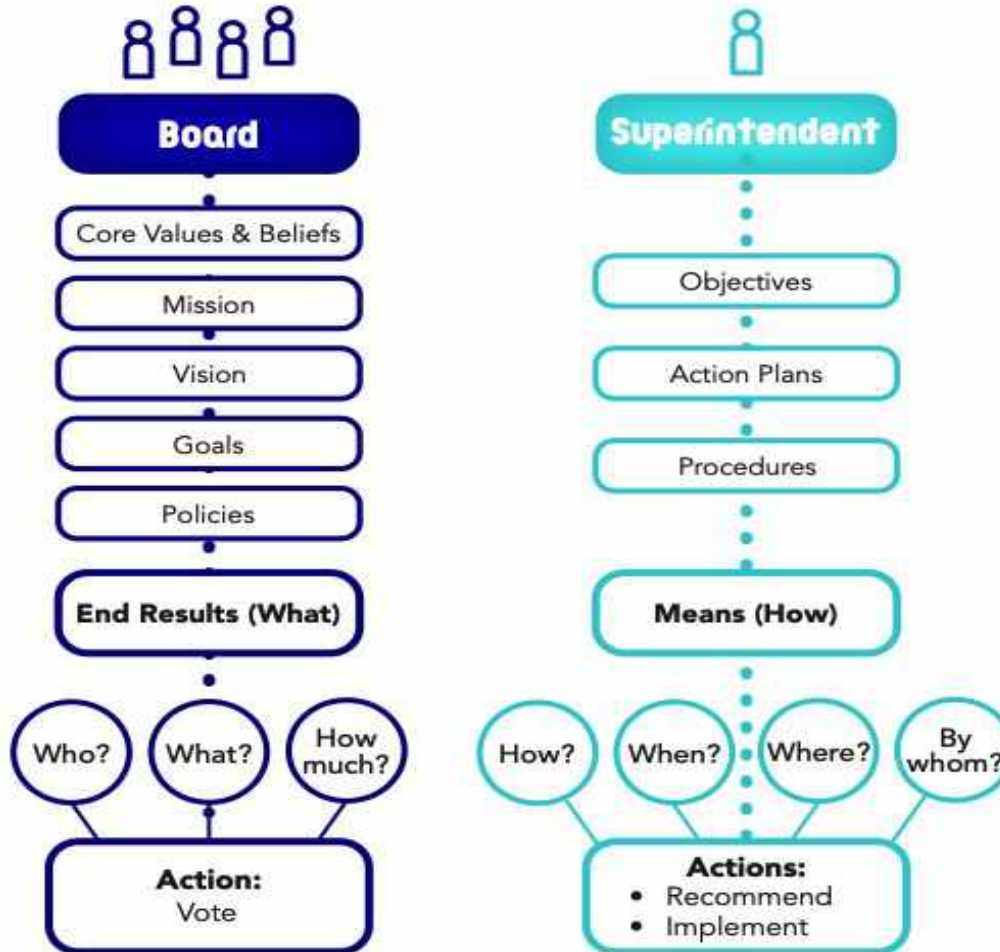 Board
Core Values & Beliefs
Mission
Vision
Goals
Policies
End Results (What)
Who?
What?
How
much?
Action:
Vote
Superintendent
Objectives
Action Plans
Procedures
Means (How)
How?
When?
Where?
By
whom?
Actions:
• Recommend
• Implement